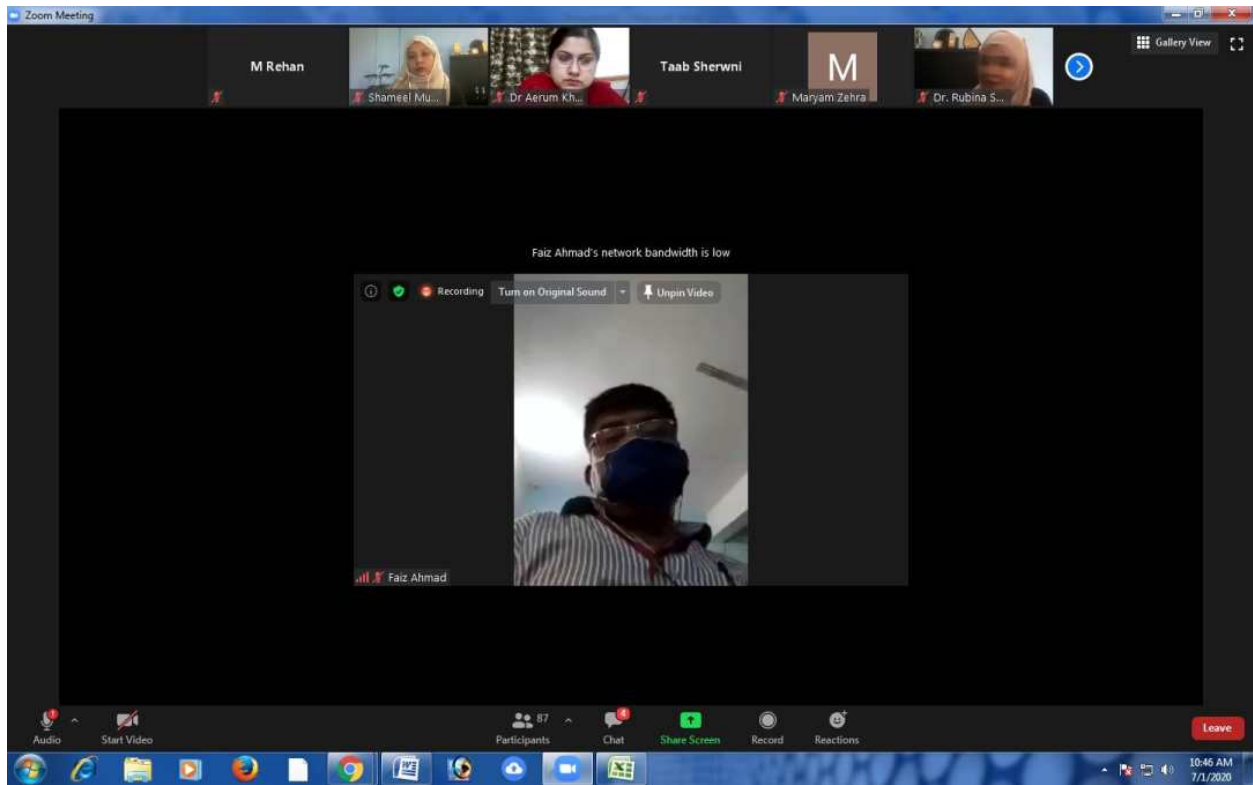 Zoom Meeting
M Rehan
Shameel Mu...
Dr Aerum Kh...
Taab Sherwni
M
Maryam Zehra
Dr. Rubina S...
Gallery View
Faiz Ahmad's network bandwidth is low
Recording
Turn on Original Sound
Unpin Video
Faiz Ahmad
1
Audio
Start Video
87
Participants
4
Chat
Share Screen
Record
Reactions
Leave
10:46 AM
7/1/2020